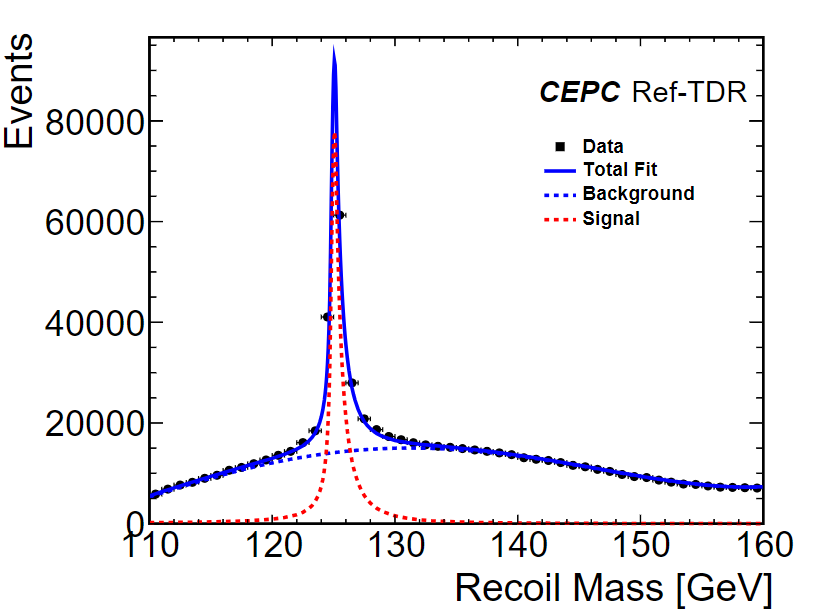 Events
CEPC Ref-TDR
Data
Total Fit
Background
Signal
80000
60000
40000
20000
0
110 120 130 140 150 160
Recoil Mass [GeV]